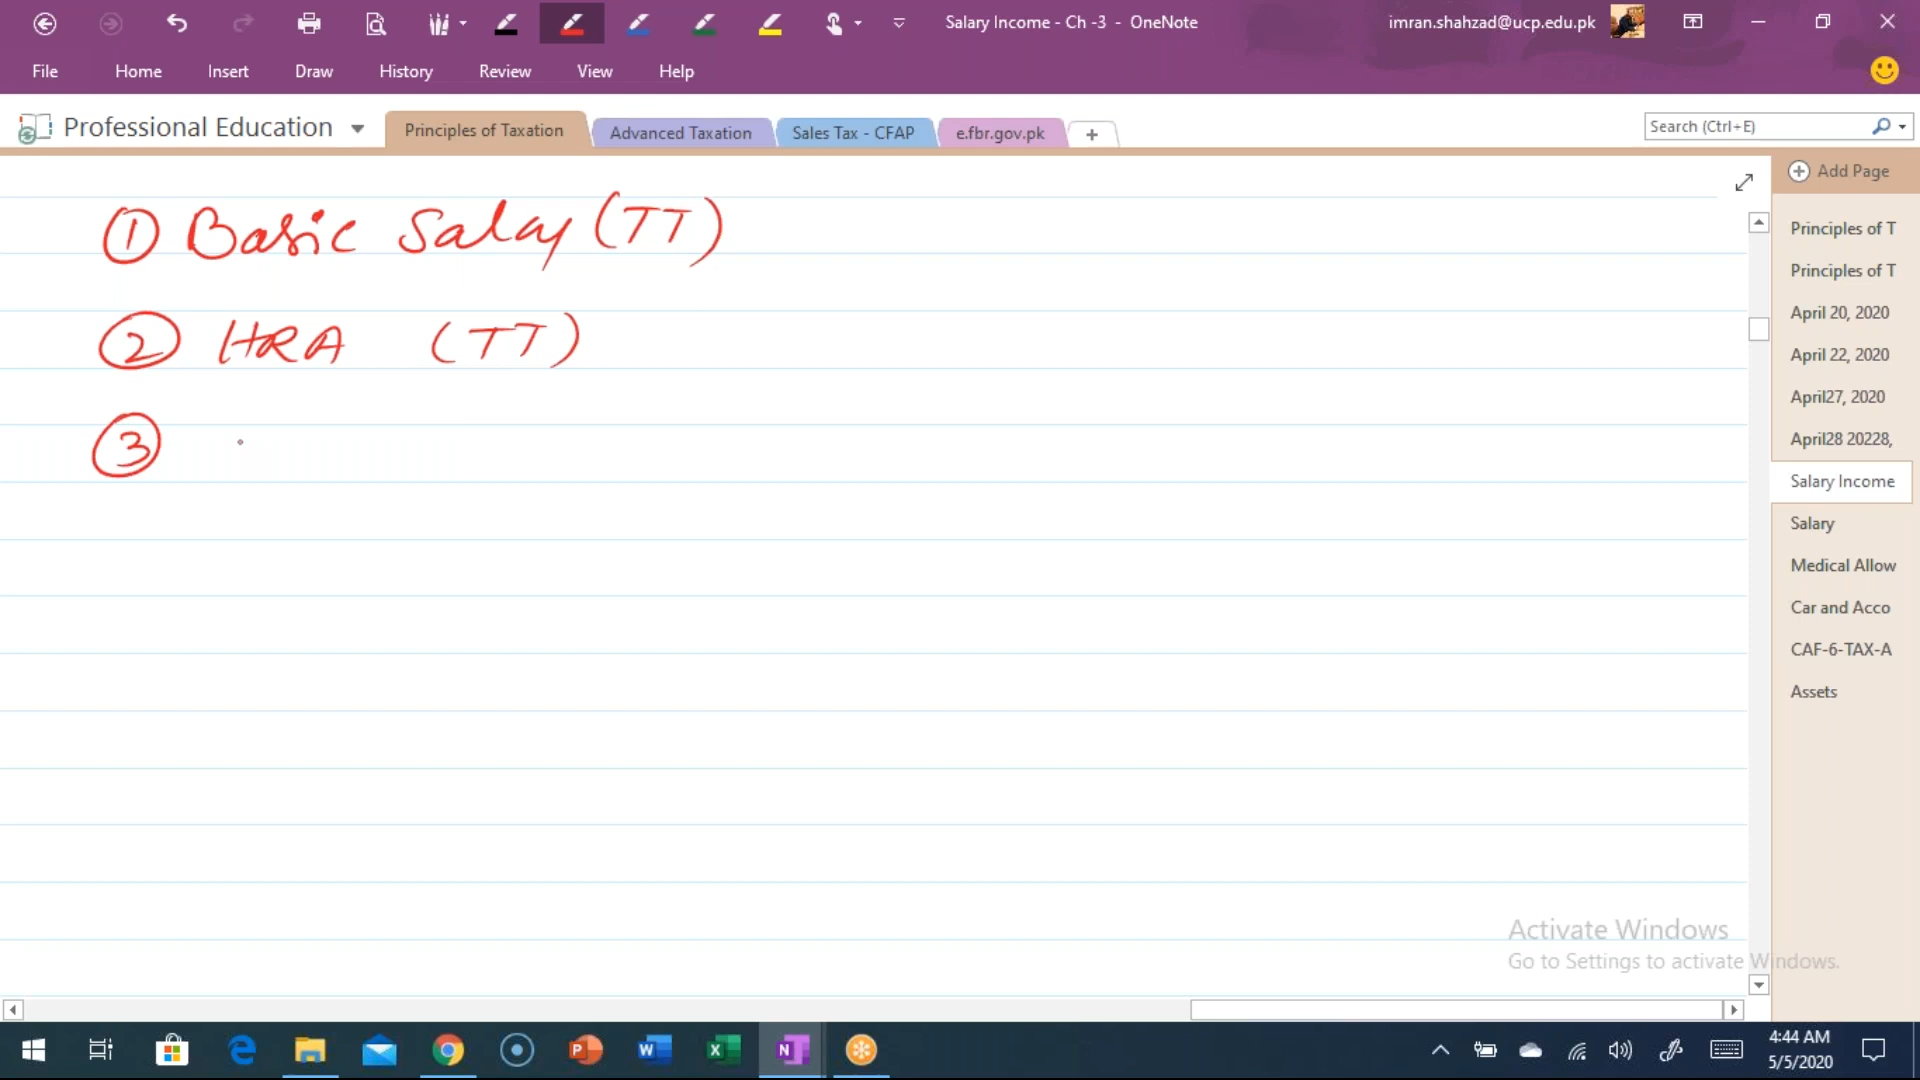 Salary Income - Ch -3 - OneNote
imran.shahzad@ucp.edu.pk
File Home Insert Draw History Review View Help
Professional Education
Principles of Taxation
Advanced Taxation
Sales Tax - CFAP
e.fbr.gov.pk
Search (Ctrl+E)
Add Page
① Basic Salay (TT)
② HRA (TT)
③
Principles of T
Principles of T
April 20, 2020
April 22, 2020
April27, 2020
April28 20228,
Salary Income
Salary
Medical Allow
Car and Acco
CAF-6-TAX-A
Assets
Activate Windows
Go to Settings to activate Windows.
4:44 AM
5/5/2020